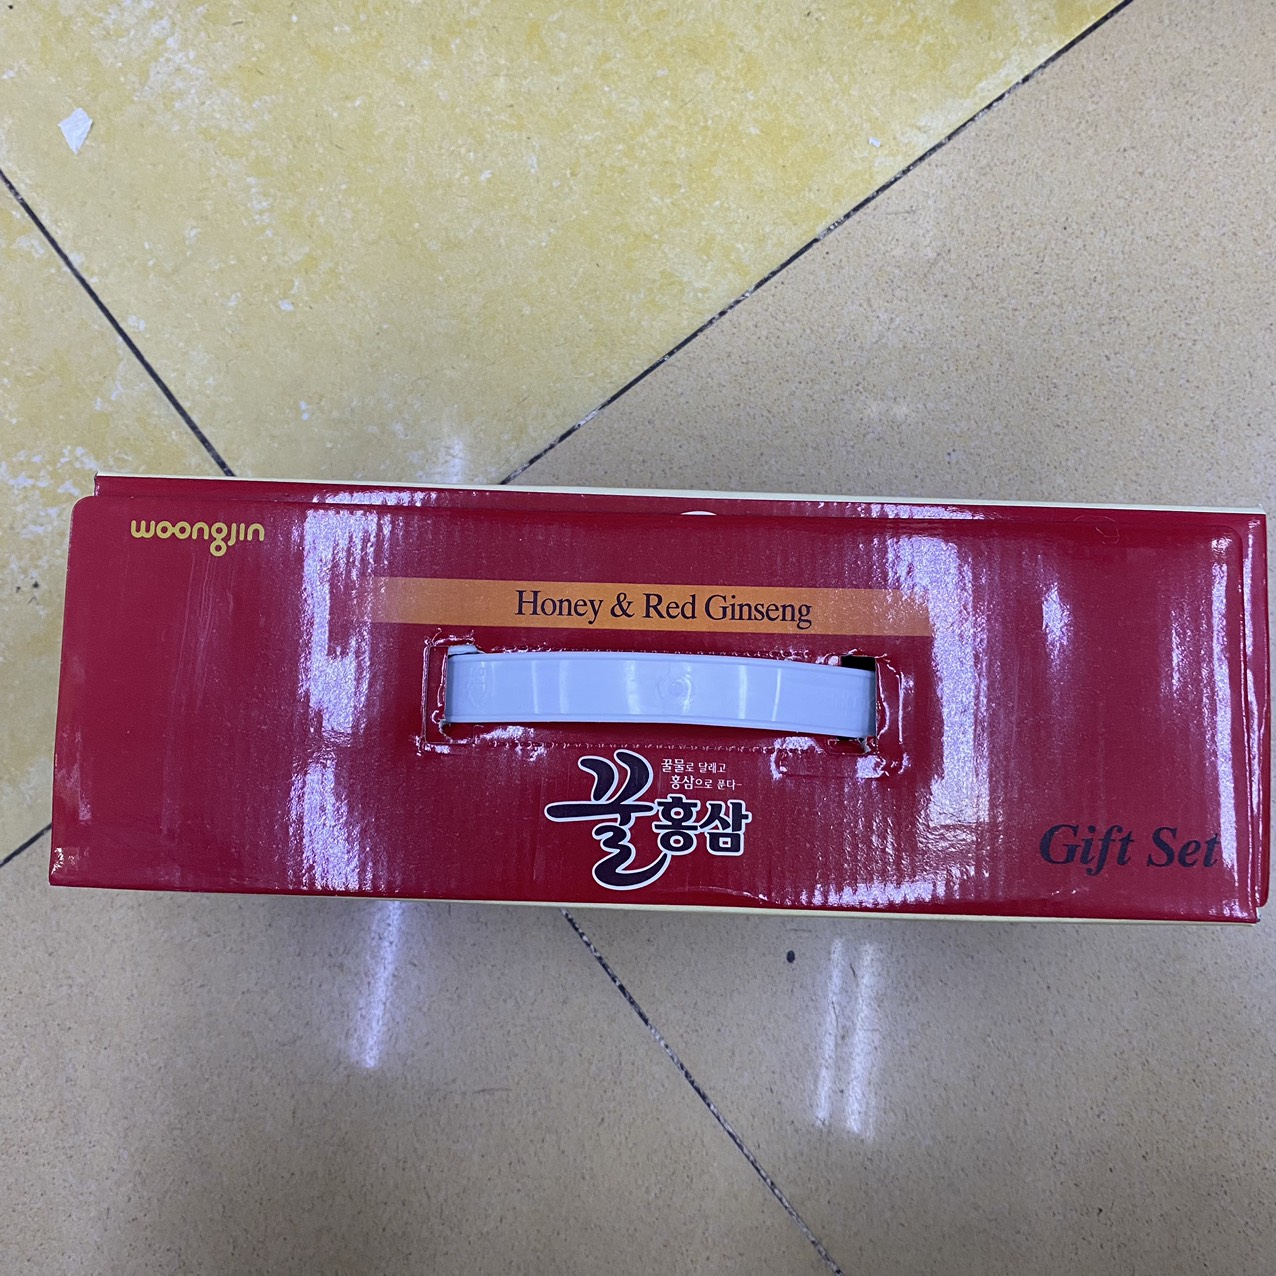 woongjin
Honey & Red Ginseng
꿀물로 달래고
홍삼으로 푼다~
꿀홍삼
Gift Set